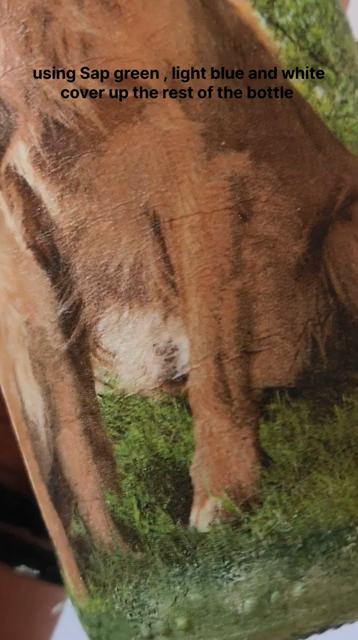 using Sap green , light blue and white
cover up the rest of the bottle